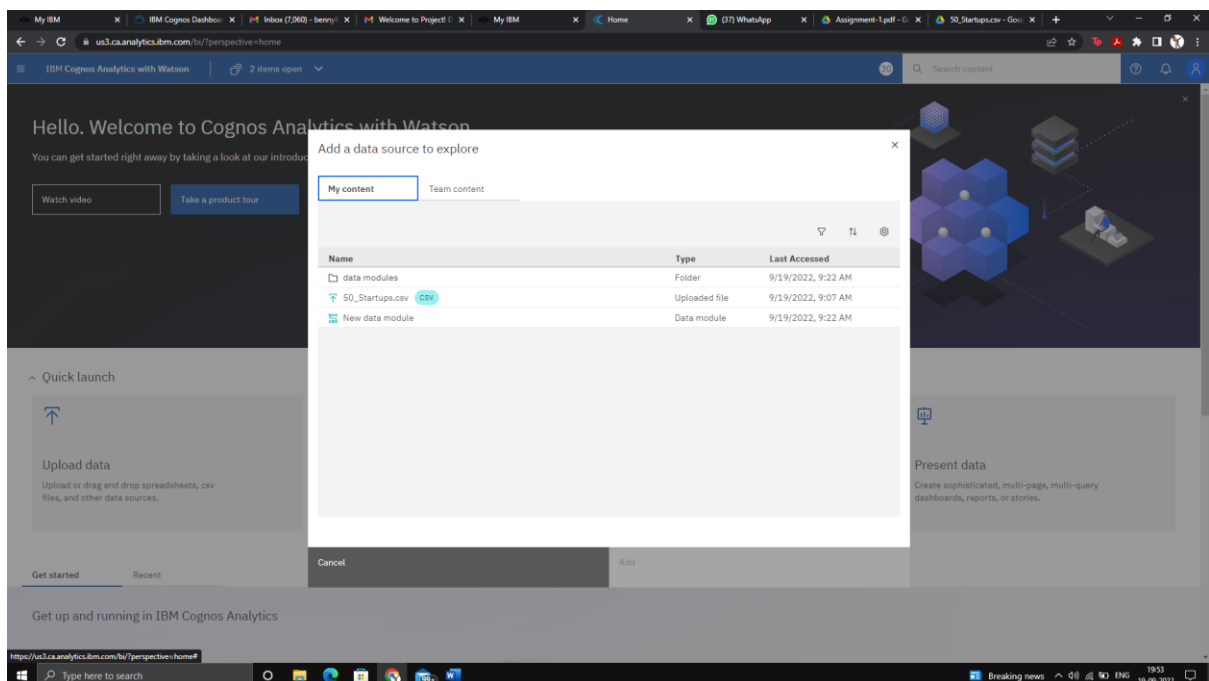 My IBM
IBM Cognos Dashboar
Inbox (7,060) - bennyf
Welcome to Project! D
My IBM
Home
(37) WhatsApp
Assignment-1.pdf - G
50_Startups.csv - Goo
us3.ca.analytics.ibm.com/bi/?perspective=home
IBM Cognos Analytics with Watson
2 items open
30
Search content
Hello. Welcome to Cognos Analytics with Watson
You can get started right away by taking a look at our introduc
Watch video
Take a product tour
Add a data source to explore
My content
Team content
Name Type Last Accessed
data modules Folder 9/19/2022, 9:22 AM
50_Startups.csv CSV Uploaded file 9/19/2022, 9:07 AM
New data module Data module 9/19/2022, 9:22 AM
Cancel
Add
Quick launch
Upload data
Upload or drag and drop spreadsheets, csv
files, and other data sources.
Present data
Create sophisticated, multi-page, multi-query
dashboards, reports, or stories.
Get started
Recent
Get up and running in IBM Cognos Analytics
https://us3.ca.analytics.ibm.com/bi/?perspective=home#
Type here to search
99+
Breaking news
ENG
19:53
19-09-2022